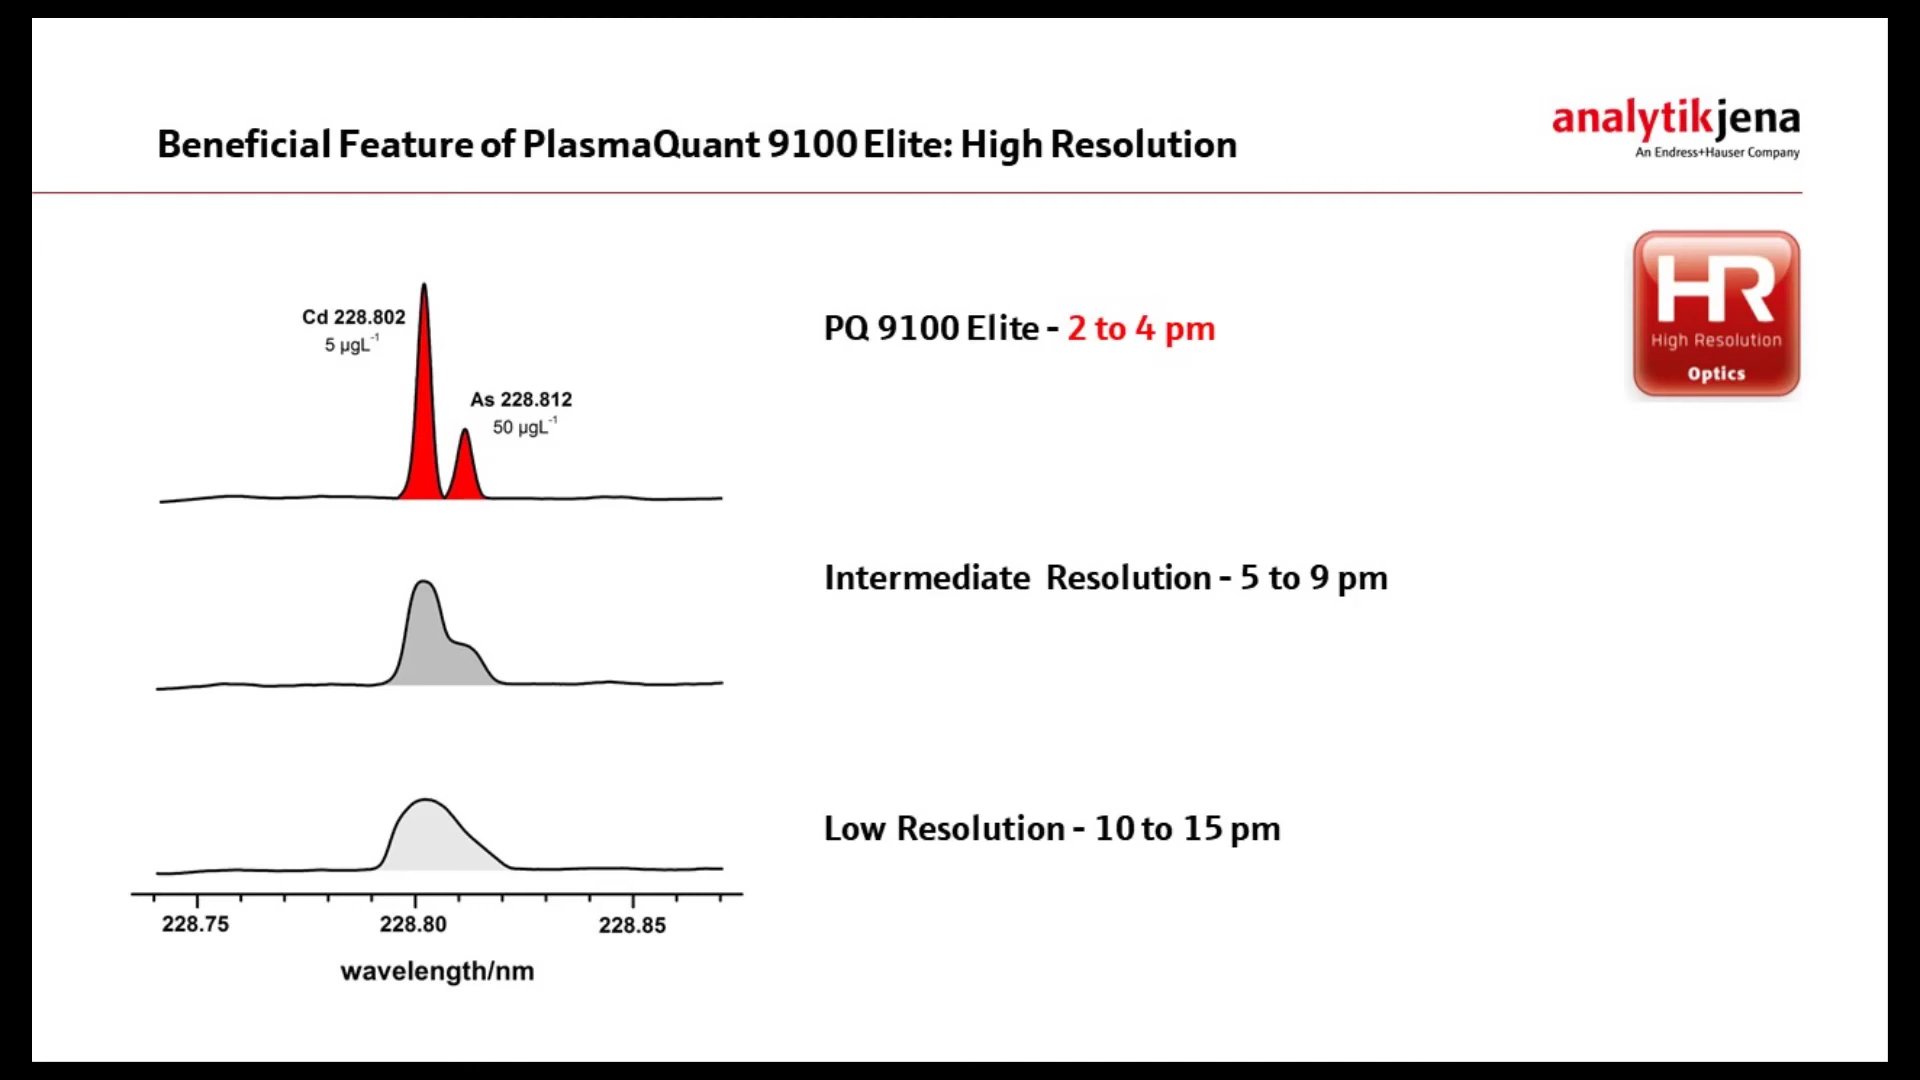 Beneficial Feature of PlasmaQuant 9100 Elite: High Resolution
analytikjena
An Endress+Hauser Company
HR
High Resolution
Optics
Cd 228.802
5 µgL⁻¹
As 228.812
50 µgL⁻¹
PQ 9100 Elite - 2 to 4 pm
Intermediate Resolution - 5 to 9 pm
Low Resolution - 10 to 15 pm
228.75 228.80 228.85
wavelength/nm